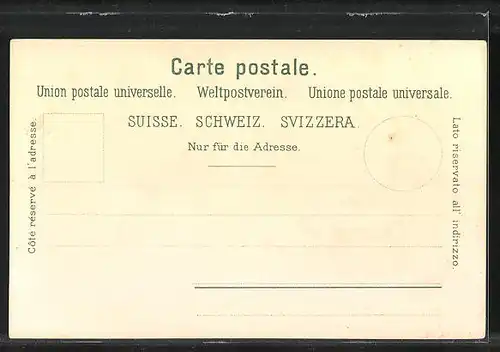 Carte postale.
Union postale universelle. Weltpostverein. Unione postale universale.
SUISSE. SCHWEIZ. SVIZZERA.
Nur für die Adresse.
Côte réservé à l'adresse.
Lato riservato all' indirizzo.